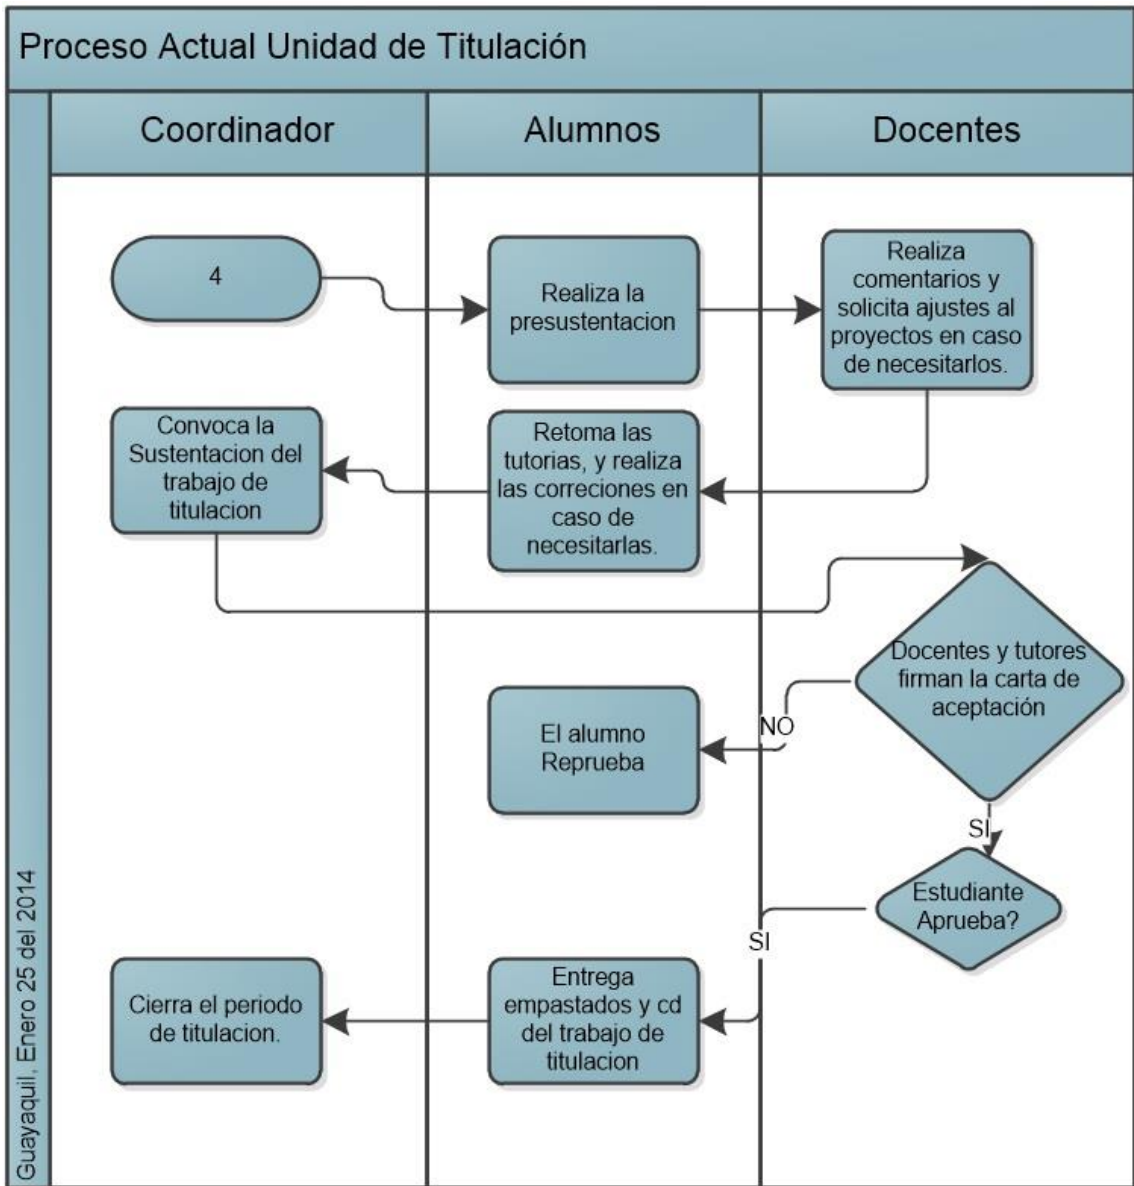 Proceso Actual Unidad de Titulación
Coordinador
Alumnos
Docentes
4
Realiza la
presustentacion
Realiza
comentarios y
solicita ajustes al
proyectos en caso
de necesitarlos.
Convoca la
Sustentacion del
trabajo de
titulacion
Retoma las
tutorias, y realiza
las correciones en
caso de
necesitarlas.
Docentes y tutores
firman la carta de
aceptación
NO
El alumno
Reprueba
SI
Estudiante
Aprueba?
SI
Entrega
empastados y cd
del trabajo de
titulacion
Cierra el periodo
de titulacion.
Guayaquil, Enero 25 del 2014